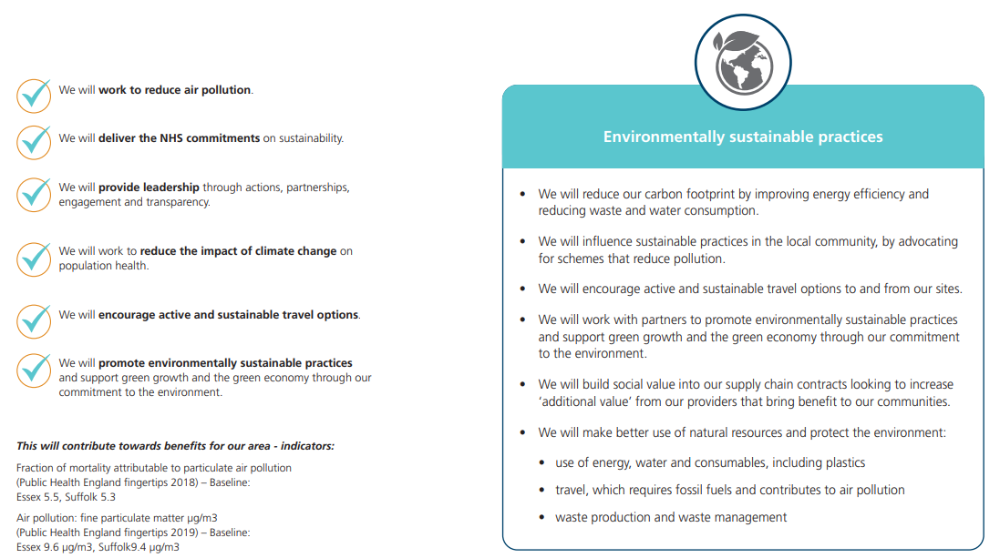 We will work to reduce air pollution.
We will deliver the NHS commitments on sustainability.
We will provide leadership through actions, partnerships,
engagement and transparency.
We will work to reduce the impact of climate change on
population health.
We will encourage active and sustainable travel options.
We will promote environmentally sustainable practices
and support green growth and the green economy through our
commitment to the environment.
This will contribute towards benefits for our area - indicators:
Fraction of mortality attributable to particulate air pollution
(Public Health England fingertips 2018) – Baseline:
Essex 5.5, Suffolk 5.3
Air pollution: fine particulate matter µg/m3
(Public Health England fingertips 2019) – Baseline:
Essex 9.6 µg/m3, Suffolk9.4 µg/m3
Environmentally sustainable practices
• We will reduce our carbon footprint by improving energy efficiency and
reducing waste and water consumption.
• We will influence sustainable practices in the local community, by advocating
for schemes that reduce pollution.
• We will encourage active and sustainable travel options to and from our sites.
• We will work with partners to promote environmentally sustainable practices
and support green growth and the green economy through our commitment
to the environment.
• We will build social value into our supply chain contracts looking to increase
‘additional value’ from our providers that bring benefit to our communities.
• We will make better use of natural resources and protect the environment:
• use of energy, water and consumables, including plastics
• travel, which requires fossil fuels and contributes to air pollution
• waste production and waste management